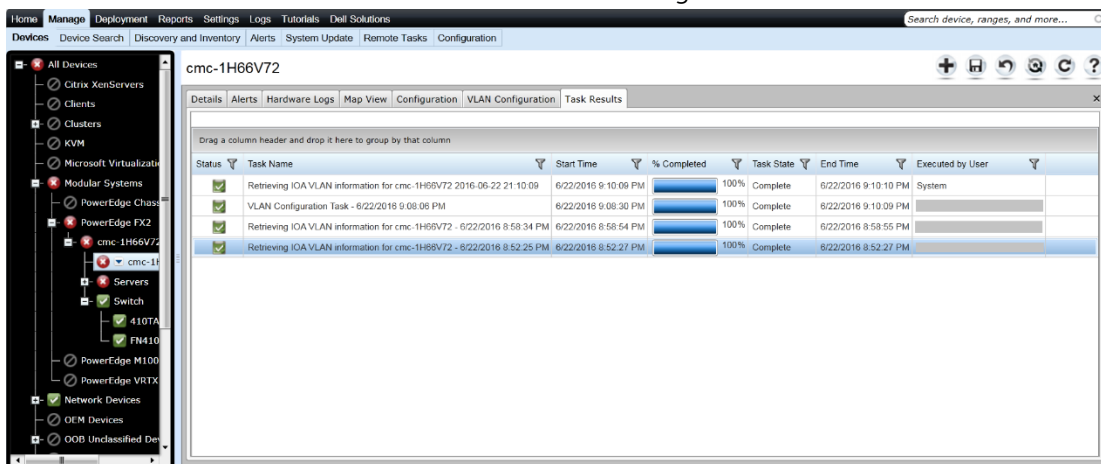 Home Manage Deployment Reports Settings Logs Tutorials Dell Solutions
Search device, ranges, and more...
Devices Device Search Discovery and Inventory Alerts System Update Remote Tasks Configuration
All Devices
Citrix XenServers
Clients
Clusters
KVM
Microsoft Virtualizati
Modular Systems
PowerEdge Chass
PowerEdge FX2
cmc-1H66V72
cmc-1H
Servers
Switch
410TA
FN410
PowerEdge M100
PowerEdge VRTX
Network Devices
OEM Devices
OOB Unclassified De
cmc-1H66V72
Details Alerts Hardware Logs Map View Configuration VLAN Configuration Task Results
Drag a column header and drop it here to group by that column
Status Task Name Start Time % Completed Task State End Time Executed by User
Retrieving IOA VLAN information for cmc-1H66V72 2016-06-22 21:10:09 6/22/2016 9:10:09 PM 100% Complete 6/22/2016 9:10:10 PM System
VLAN Configuration Task - 6/22/2016 9:08:06 PM 6/22/2016 9:08:30 PM 100% Complete 6/22/2016 9:10:09 PM
Retrieving IOA VLAN information for cmc-1H66V72 - 6/22/2016 8:58:34 PM 6/22/2016 8:58:54 PM 100% Complete 6/22/2016 8:58:55 PM
Retrieving IOA VLAN information for cmc-1H66V72 - 6/22/2016 8:52:25 PM 6/22/2016 8:52:27 PM 100% Complete 6/22/2016 8:52:27 PM